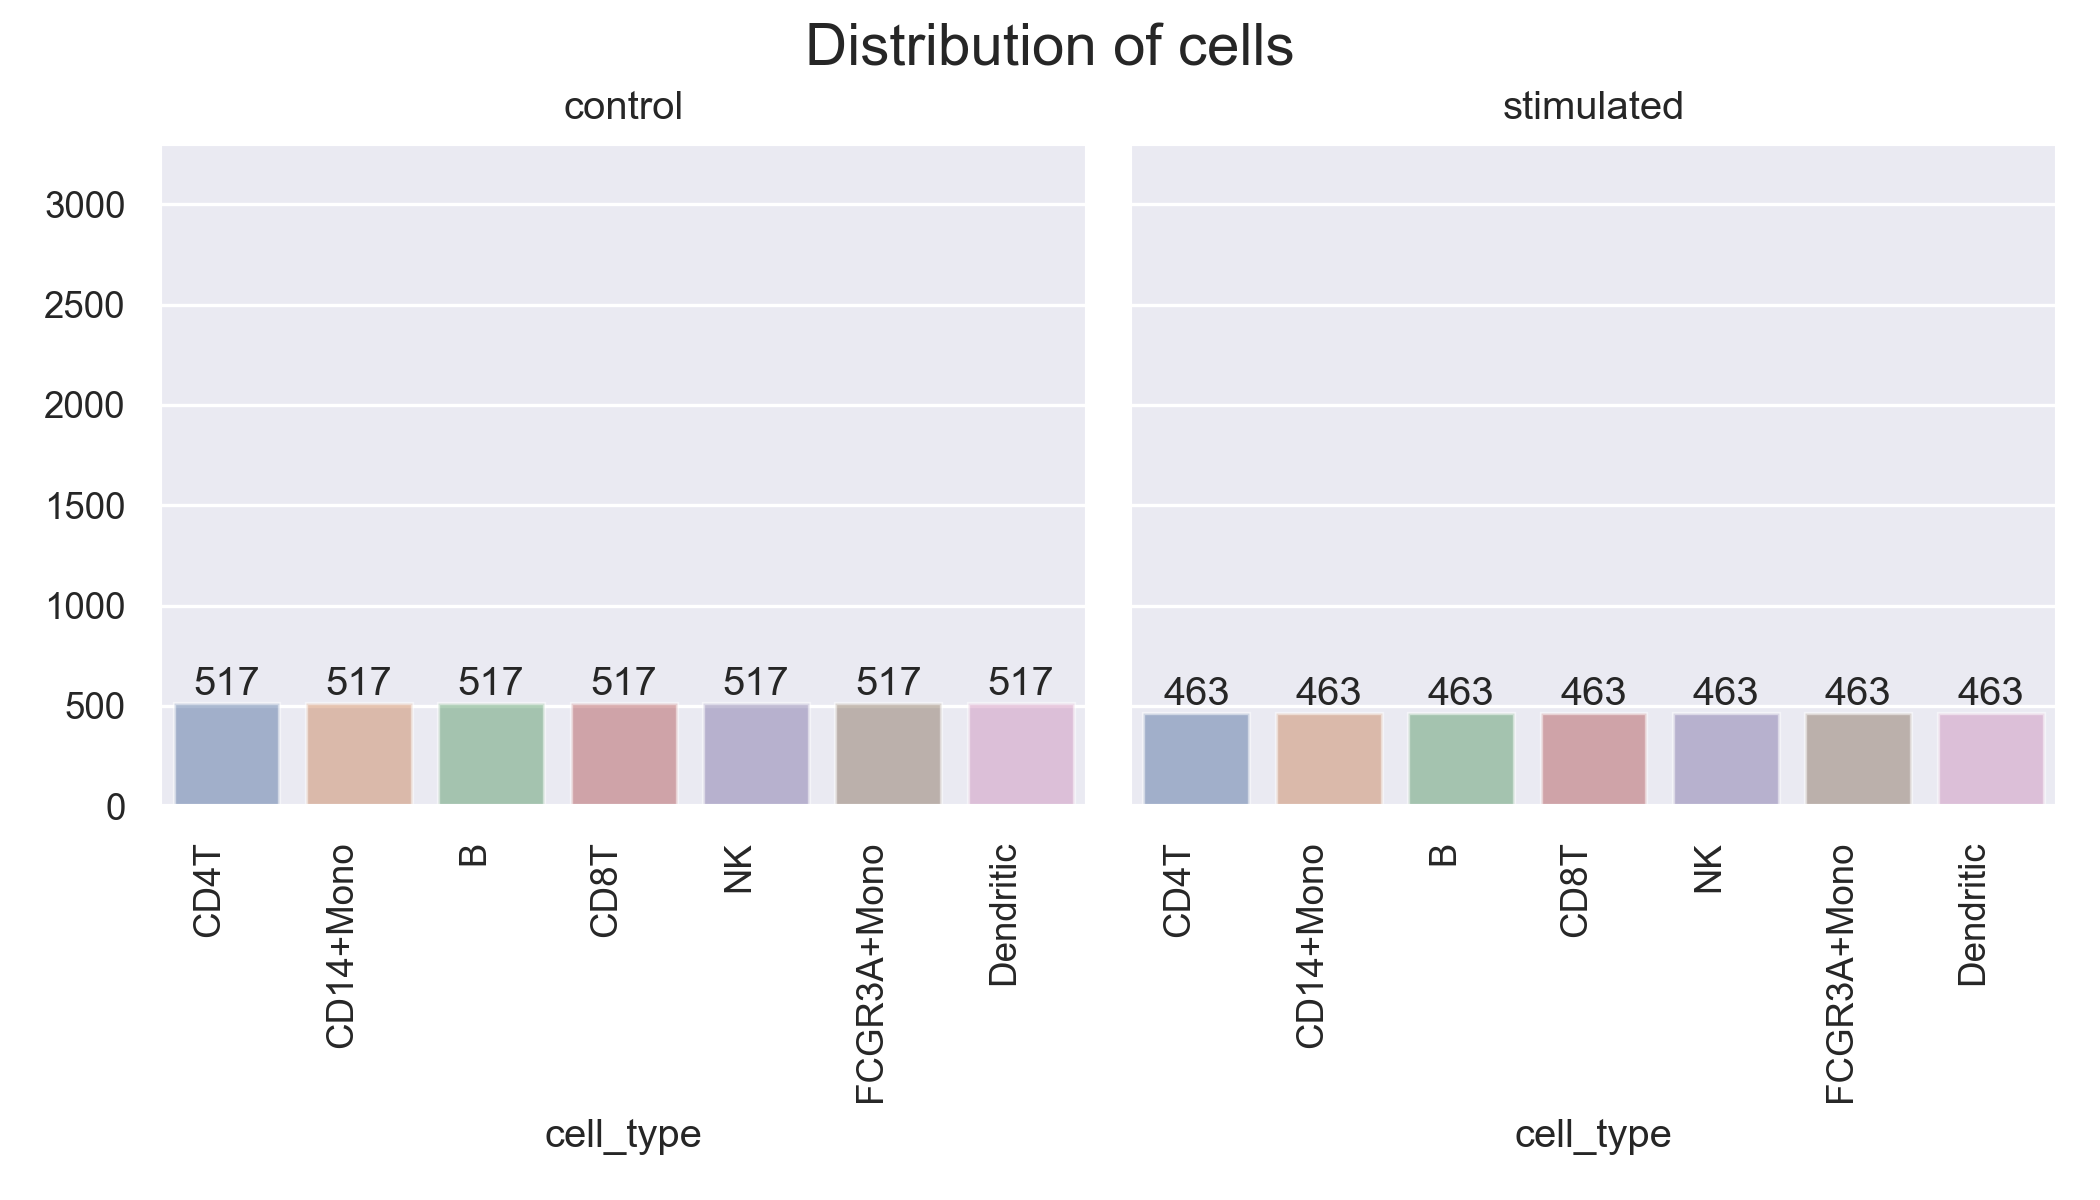 Distribution of cells
control
stimulated
3000
2500
2000
1500
1000
500
0
517 517 517 517 517 517 517
463 463 463 463 463 463 463
CD4T
CD14+Mono
B
CD8T
NK
FCGR3A+Mono
Dendritic
CD4T
CD14+Mono
B
CD8T
NK
FCGR3A+Mono
Dendritic
cell_type
cell_type